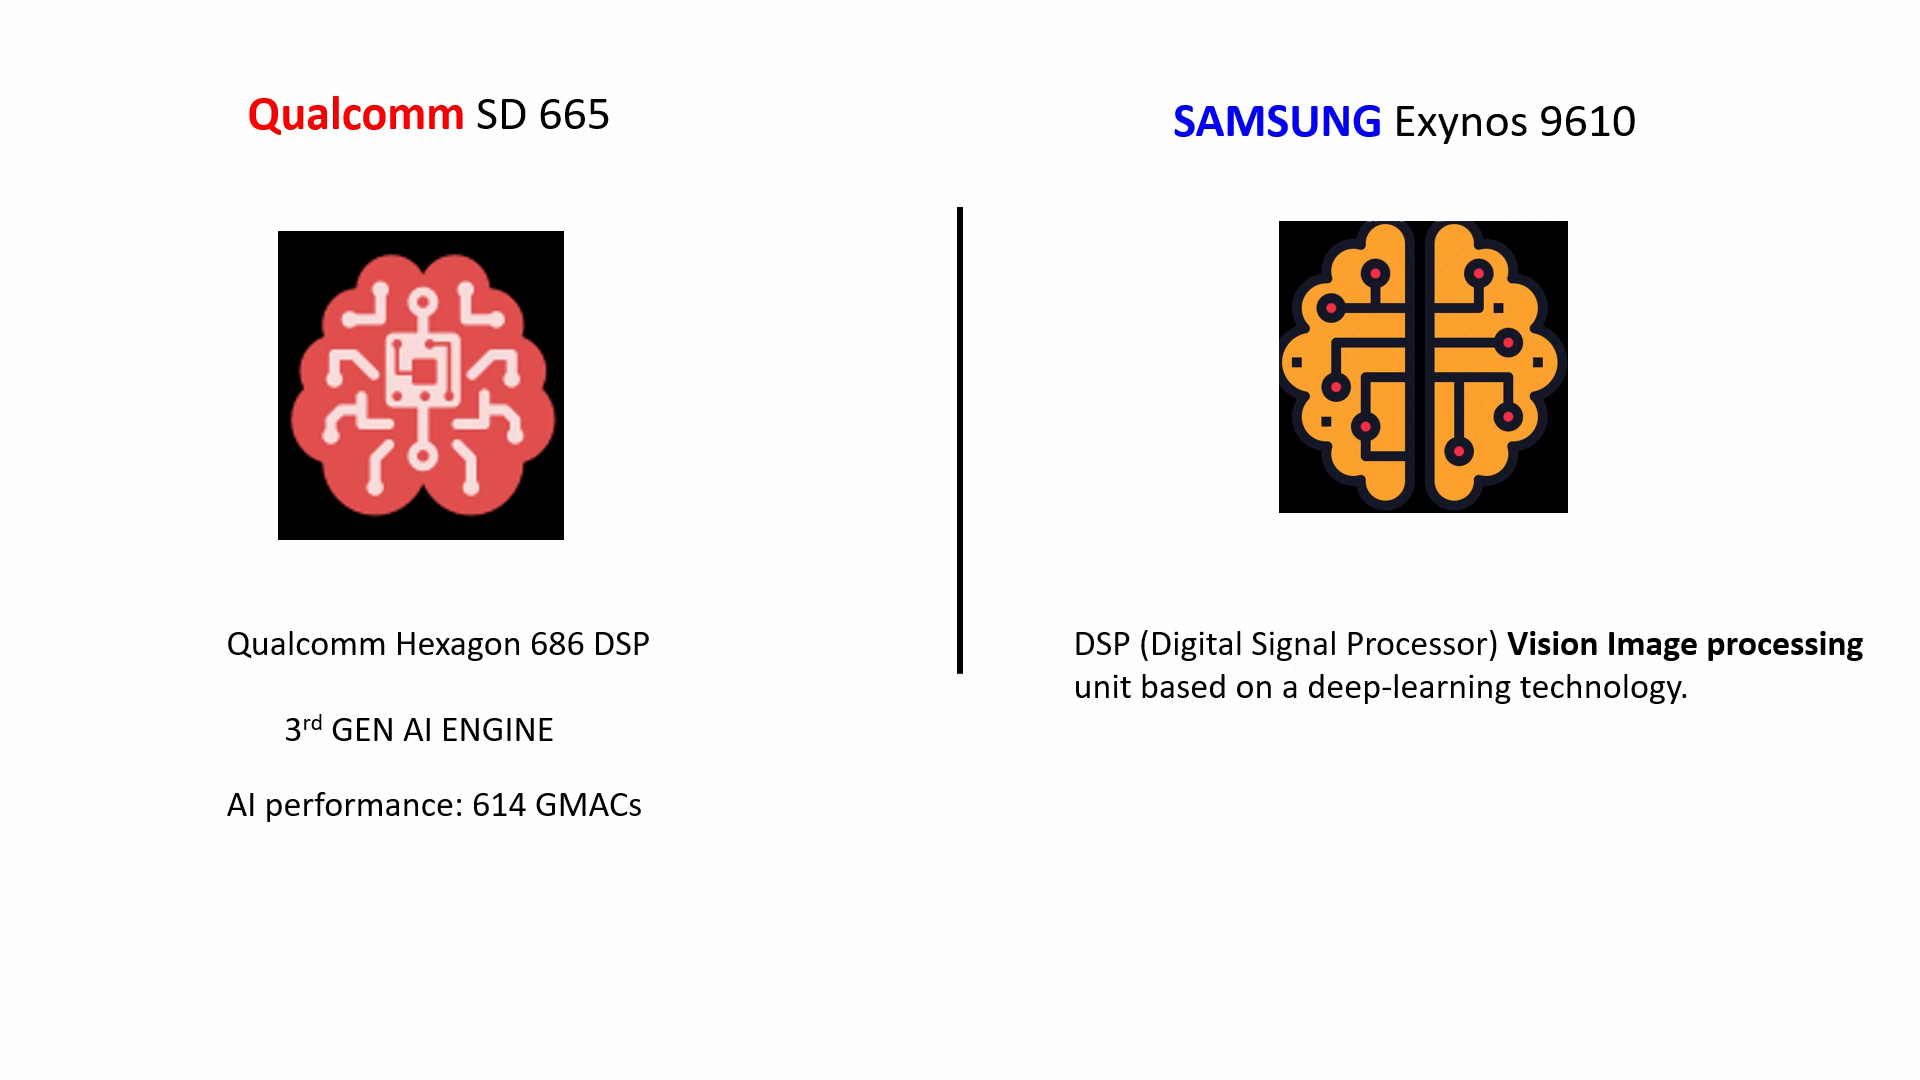 Qualcomm SD 665
SAMSUNG Exynos 9610
Qualcomm Hexagon 686 DSP
3rd GEN AI ENGINE
AI performance: 614 GMACs
DSP (Digital Signal Processor) Vision Image processing
unit based on a deep-learning technology.